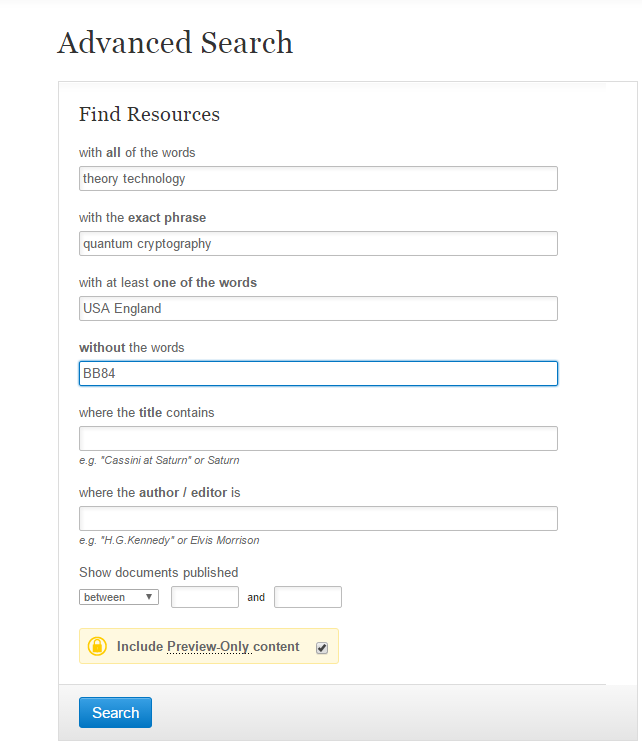 Advanced Search
Find Resources
with all of the words
theory technology
with the exact phrase
quantum cryptography
with at least one of the words
USA England
without the words
BB84
where the title contains
e.g. "Cassini at Saturn" or Saturn
where the author / editor is
e.g. "H.G.Kennedy" or Elvis Morrison
Show documents published
between and
Include Preview-Only content
Search